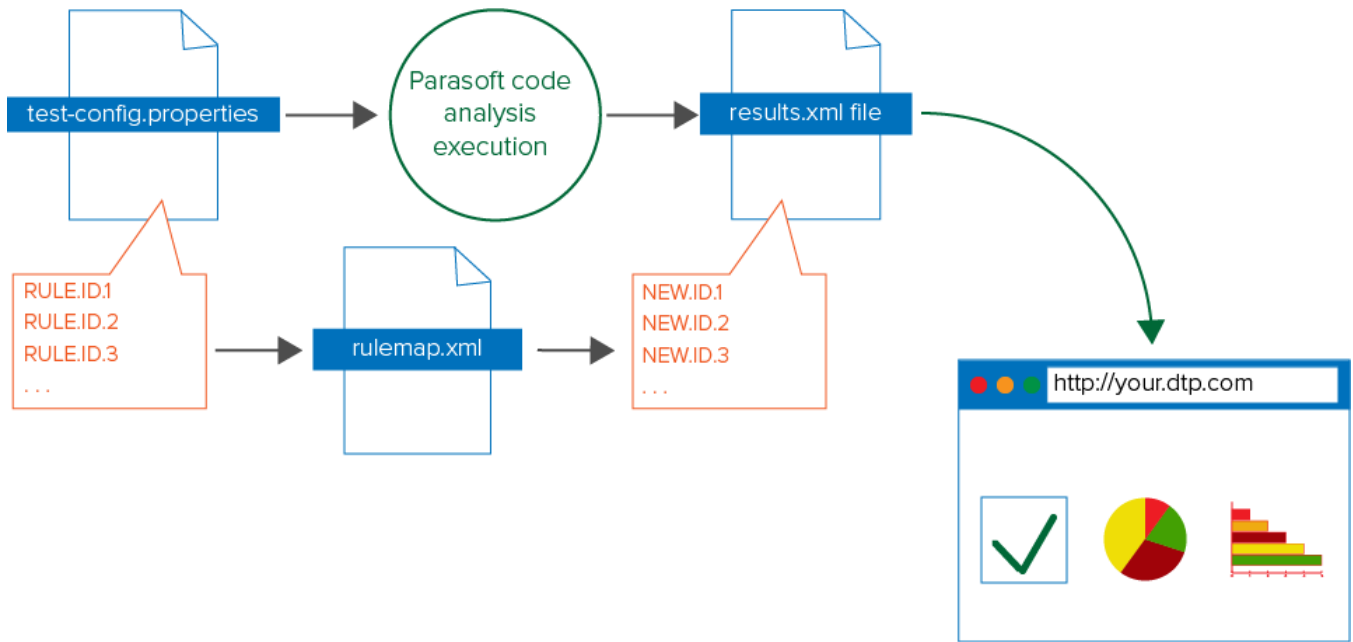 test-config.properties
Parasoft code
analysis
execution
results.xml file
RULE.ID.1
RULE.ID.2
RULE.ID.3
. . .
rulemap.xml
NEW.ID.1
NEW.ID.2
NEW.ID.3
. . .
http://your.dtp.com